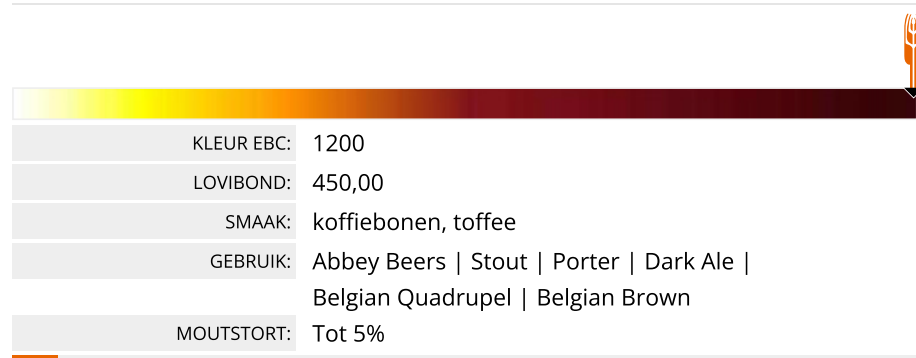 KLEUR EBC: 1200
LOVIBOND: 450,00
SMAAK: koffiebonen, toffee
GEBRUIK: Abbey Beers | Stout | Porter | Dark Ale |
Belgian Quadrupel | Belgian Brown
MOUTSTORT: Tot 5%